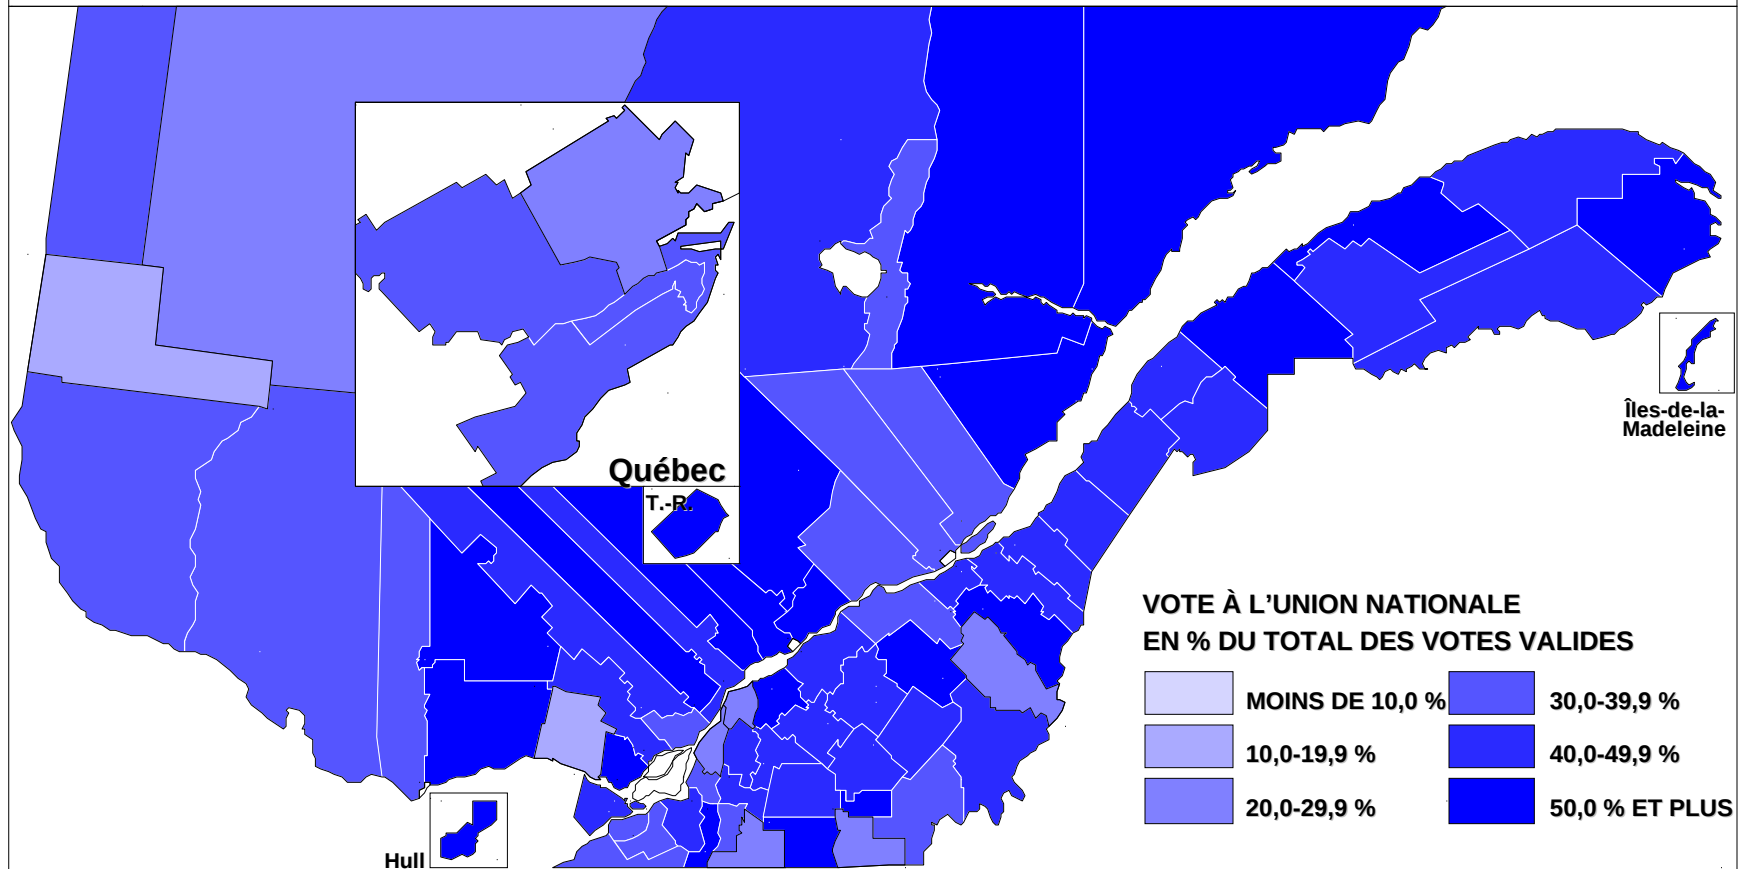 Québec
T.-R.
Îles-de-la-
Madeleine
VOTE À L’UNION NATIONALE
EN % DU TOTAL DES VOTES VALIDES
MOINS DE 10,0 %
30,0-39,9 %
10,0-19,9 %
40,0-49,9 %
20,0-29,9 %
50,0 % ET PLUS
Hull